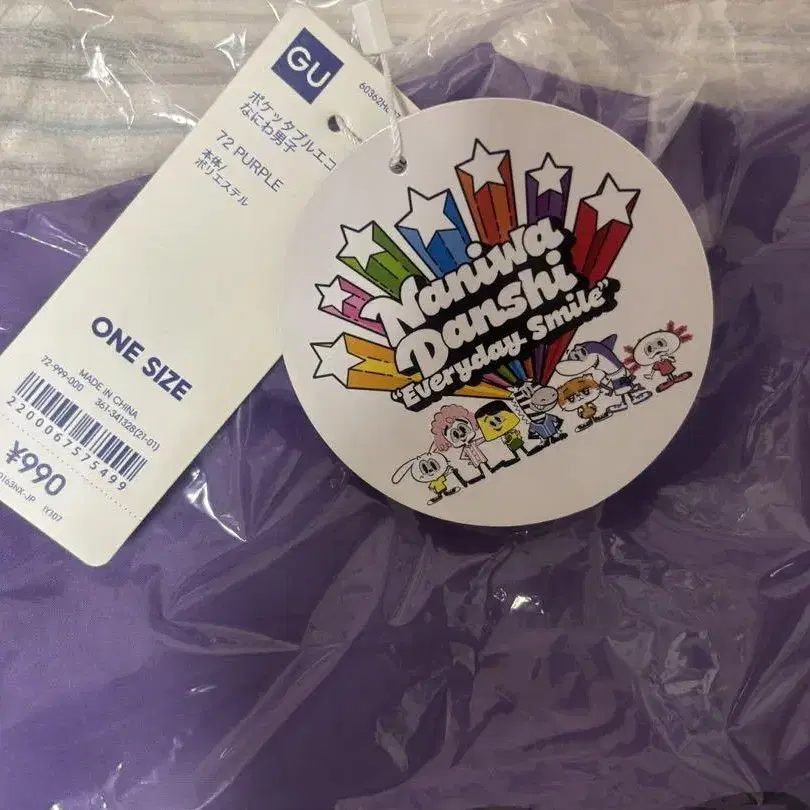 GU
ポケッタブルエコ
なにわ男子
72 PURPLE
本体/
ポリエステル
ONE SIZE
72-999-000
MADE IN CHINA
361-341328(21-01)
2200067575499
¥990
Naniwa
Danshi
"Everyday Smile"